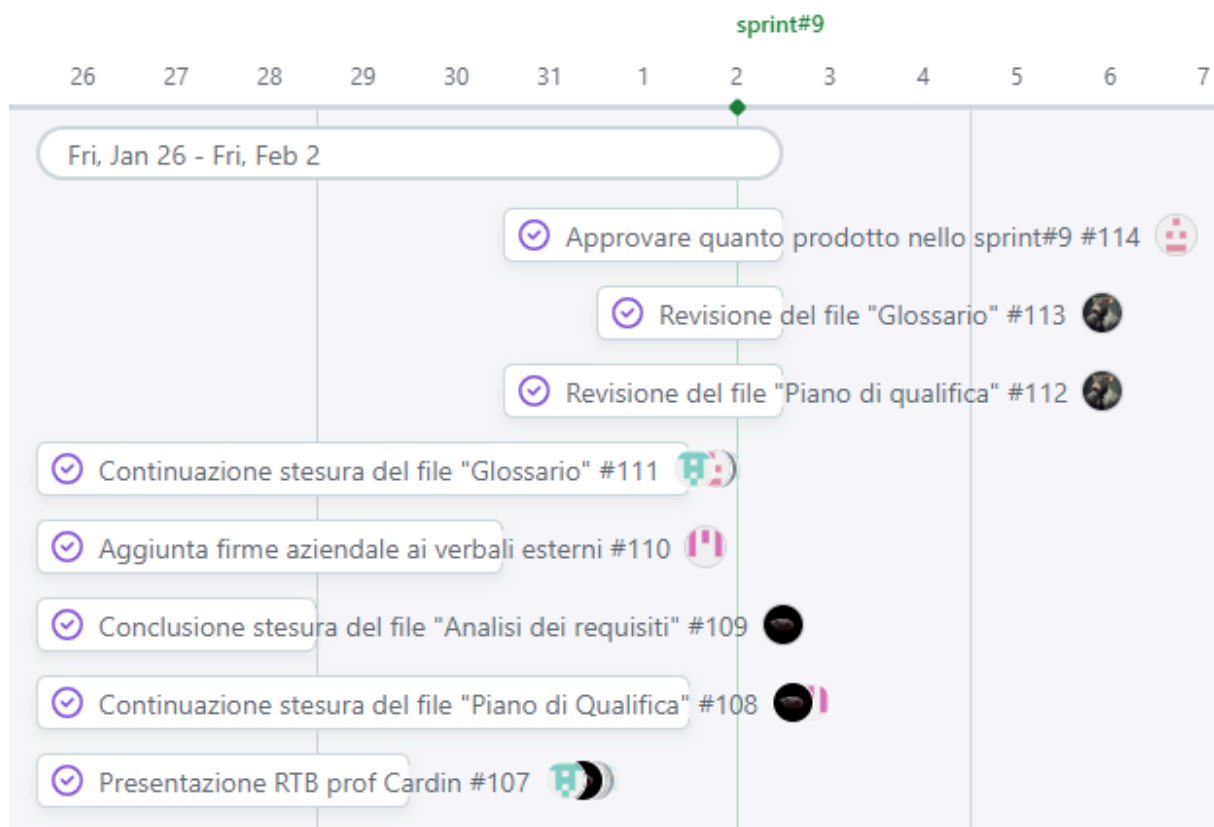 sprint#9
26 27 28 29 30 31 1 2 3 4 5 6 7
Fri, Jan 26 - Fri, Feb 2
Approvare quanto prodotto nello sprint#9 #114
Revisione del file "Glossario" #113
Revisione del file "Piano di qualifica" #112
Continuazione stesura del file "Glossario" #111
Aggiunta firme aziendale ai verbali esterni #110
Conclusione stesura del file "Analisi dei requisiti" #109
Continuazione stesura del file "Piano di Qualifica" #108
Presentazione RTB prof Cardin #107